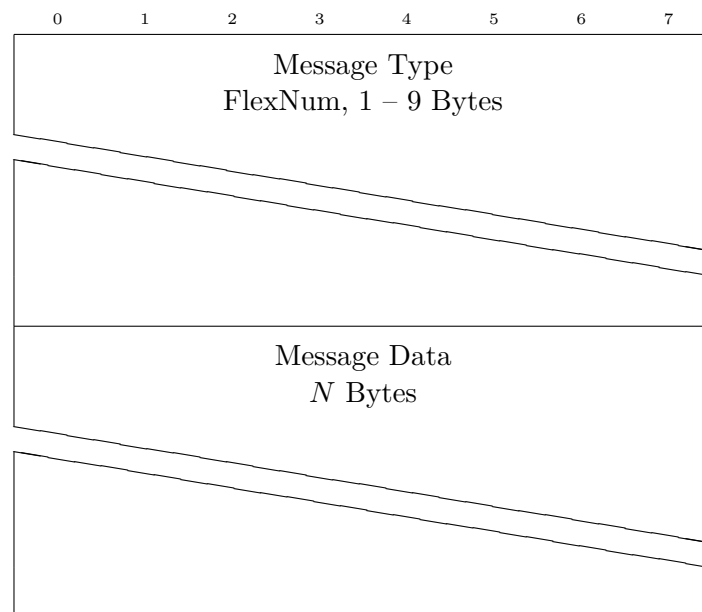 0 1 2 3 4 5 6 7
Message Type
FlexNum, 1 – 9 Bytes
Message Data
N Bytes